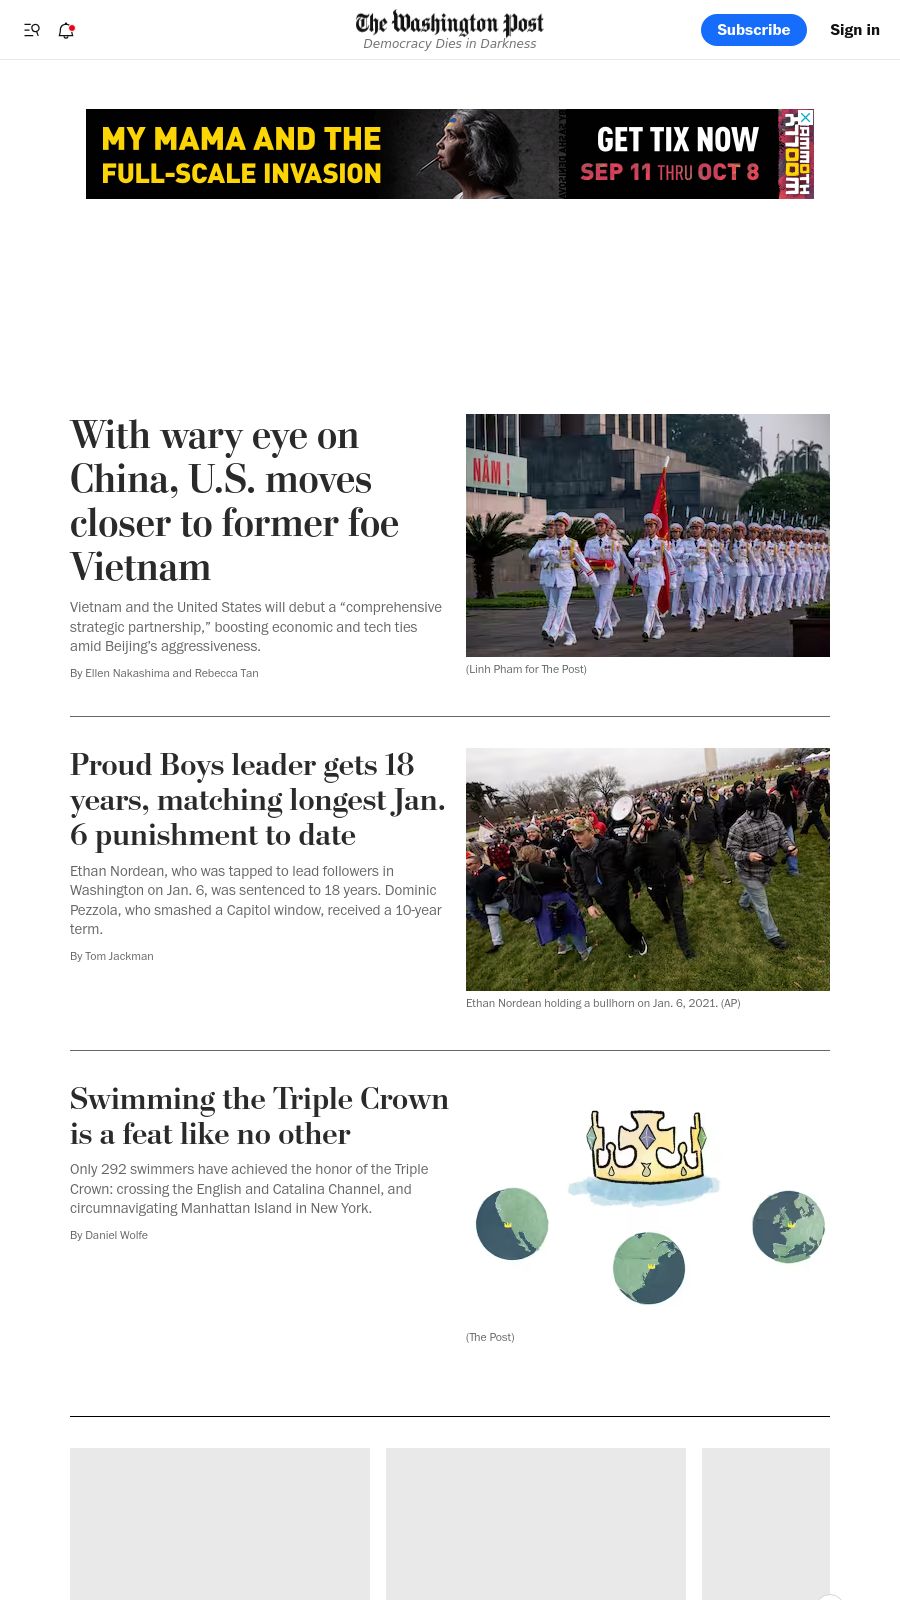 The Washington Post
Democracy Dies in Darkness
Subscribe
Sign in
MY MAMA AND THE
FULL-SCALE INVASION
GET TIX NOW
SEP 11 THRU OCT 8
WOOLLY
MAMMOTH
With wary eye on
China, U.S. moves
closer to former foe
Vietnam
Vietnam and the United States will debut a “comprehensive
strategic partnership,” boosting economic and tech ties
amid Beijing’s aggressiveness.
By Ellen Nakashima and Rebecca Tan
NĂM !
(Linh Pham for The Post)
Proud Boys leader gets 18
years, matching longest Jan.
6 punishment to date
Ethan Nordean, who was tapped to lead followers in
Washington on Jan. 6, was sentenced to 18 years. Dominic
Pezzola, who smashed a Capitol window, received a 10-year
term.
By Tom Jackman
Ethan Nordean holding a bullhorn on Jan. 6, 2021. (AP)
Swimming the Triple Crown
is a feat like no other
Only 292 swimmers have achieved the honor of the Triple
Crown: crossing the English and Catalina Channel, and
circumnavigating Manhattan Island in New York.
By Daniel Wolfe
(The Post)